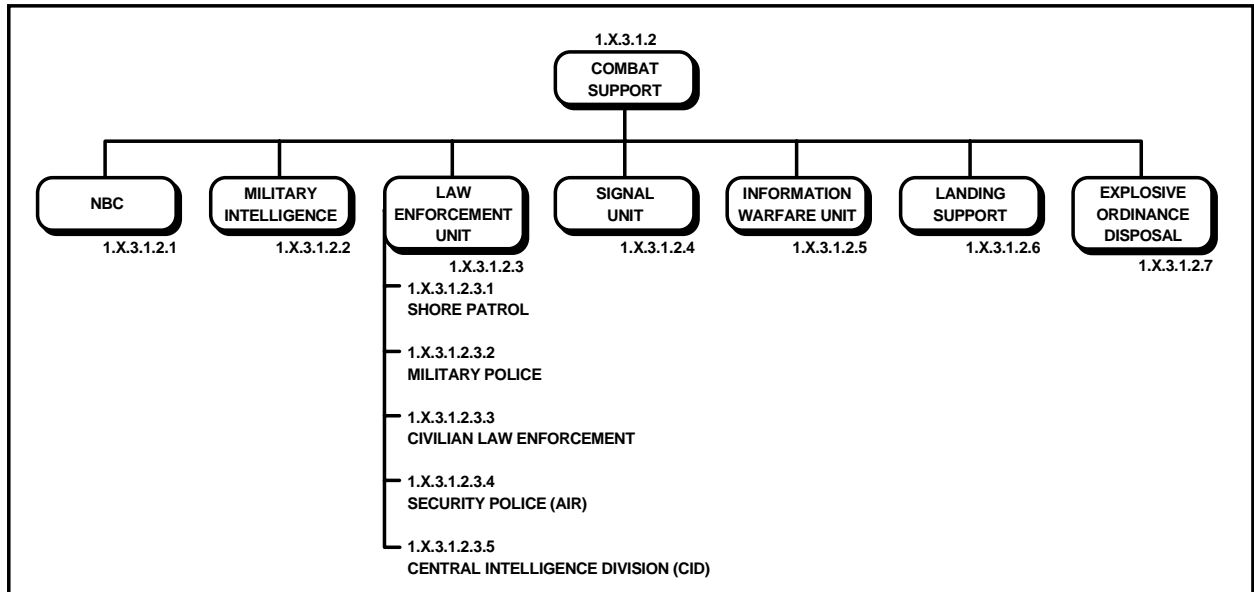 1.X.3.1.2
COMBAT
SUPPORT
NBC
1.X.3.1.2.1
MILITARY
INTELLIGENCE
1.X.3.1.2.2
LAW
ENFORCEMENT
UNIT
1.X.3.1.2.3
1.X.3.1.2.3.1
SHORE PATROL
1.X.3.1.2.3.2
MILITARY POLICE
1.X.3.1.2.3.3
CIVILIAN LAW ENFORCEMENT
1.X.3.1.2.3.4
SECURITY POLICE (AIR)
1.X.3.1.2.3.5
CENTRAL INTELLIGENCE DIVISION (CID)
SIGNAL
UNIT
1.X.3.1.2.4
INFORMATION
WARFARE UNIT
1.X.3.1.2.5
LANDING
SUPPORT
1.X.3.1.2.6
EXPLOSIVE
ORDINANCE
DISPOSAL
1.X.3.1.2.7